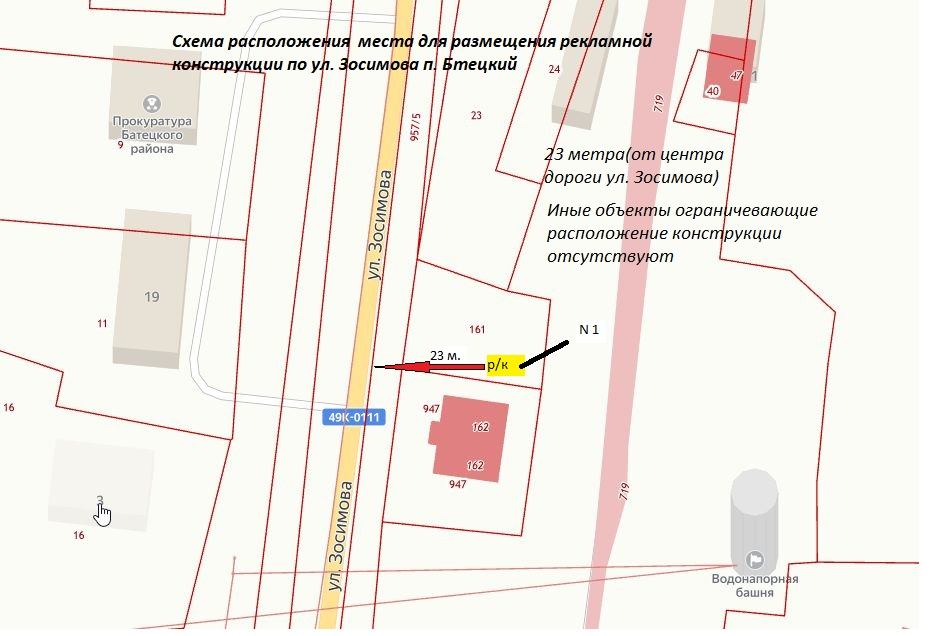 Схема расположения места для размещения рекламной
конструкции по ул. Зосимова п. Бтецкий
24
719
47
1
40
957/5
23
Прокуратура
Батецкого
района
9
23 метра(от центра
дороги ул. Зосимова)
ул. Зосимова
Иные объекты ограничевающие
расположение конструкции
отсутствуют
19
11
161
N 1
23 м.
р/к
16
947
49К-0111
162
162
947
3
16
719
ул. Зосимова
Водонапорная
башня